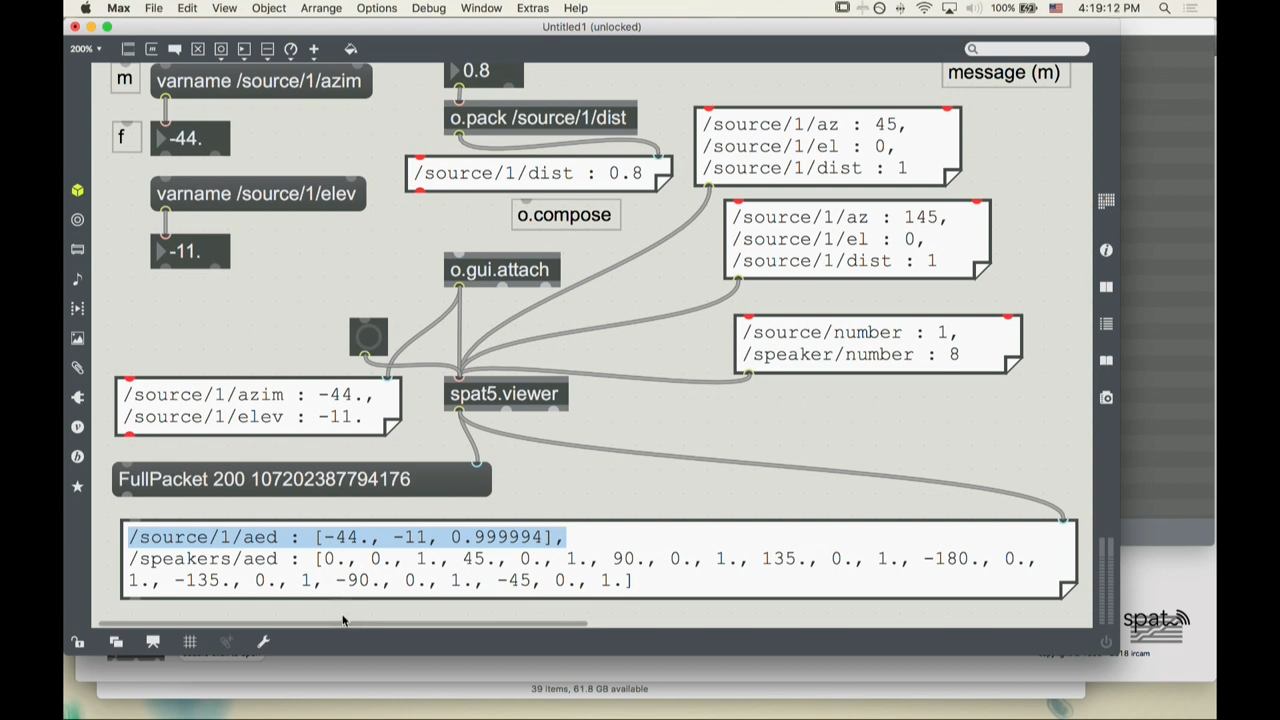 Max File Edit View Object Arrange Options Debug Window Extras Help 100% 4:19:12 PM
Untitled1 (unlocked)
200%
m
varname /source/1/azim
0.8
message (m)
f
-44.
o.pack /source/1/dist
/source/1/az : 45,
/source/1/el : 0,
/source/1/dist : 1
/source/1/dist : 0.8
varname /source/1/elev
o.compose
/source/1/az : 145,
/source/1/el : 0,
/source/1/dist : 1
-11.
o.gui.attach
/source/number : 1,
/speaker/number : 8
/source/1/azim : -44.,
/source/1/elev : -11.
spat5.viewer
FullPacket 200 107202387794176
/source/1/aed : [-44., -11, 0.999994],
/speakers/aed : [0., 0., 1., 45., 0., 1., 90., 0., 1., 135., 0., 1., -180., 0.,
1., -135., 0., 1, -90., 0., 1., -45, 0., 1.]
spat
2018 ircam
39 items, 61.8 GB available